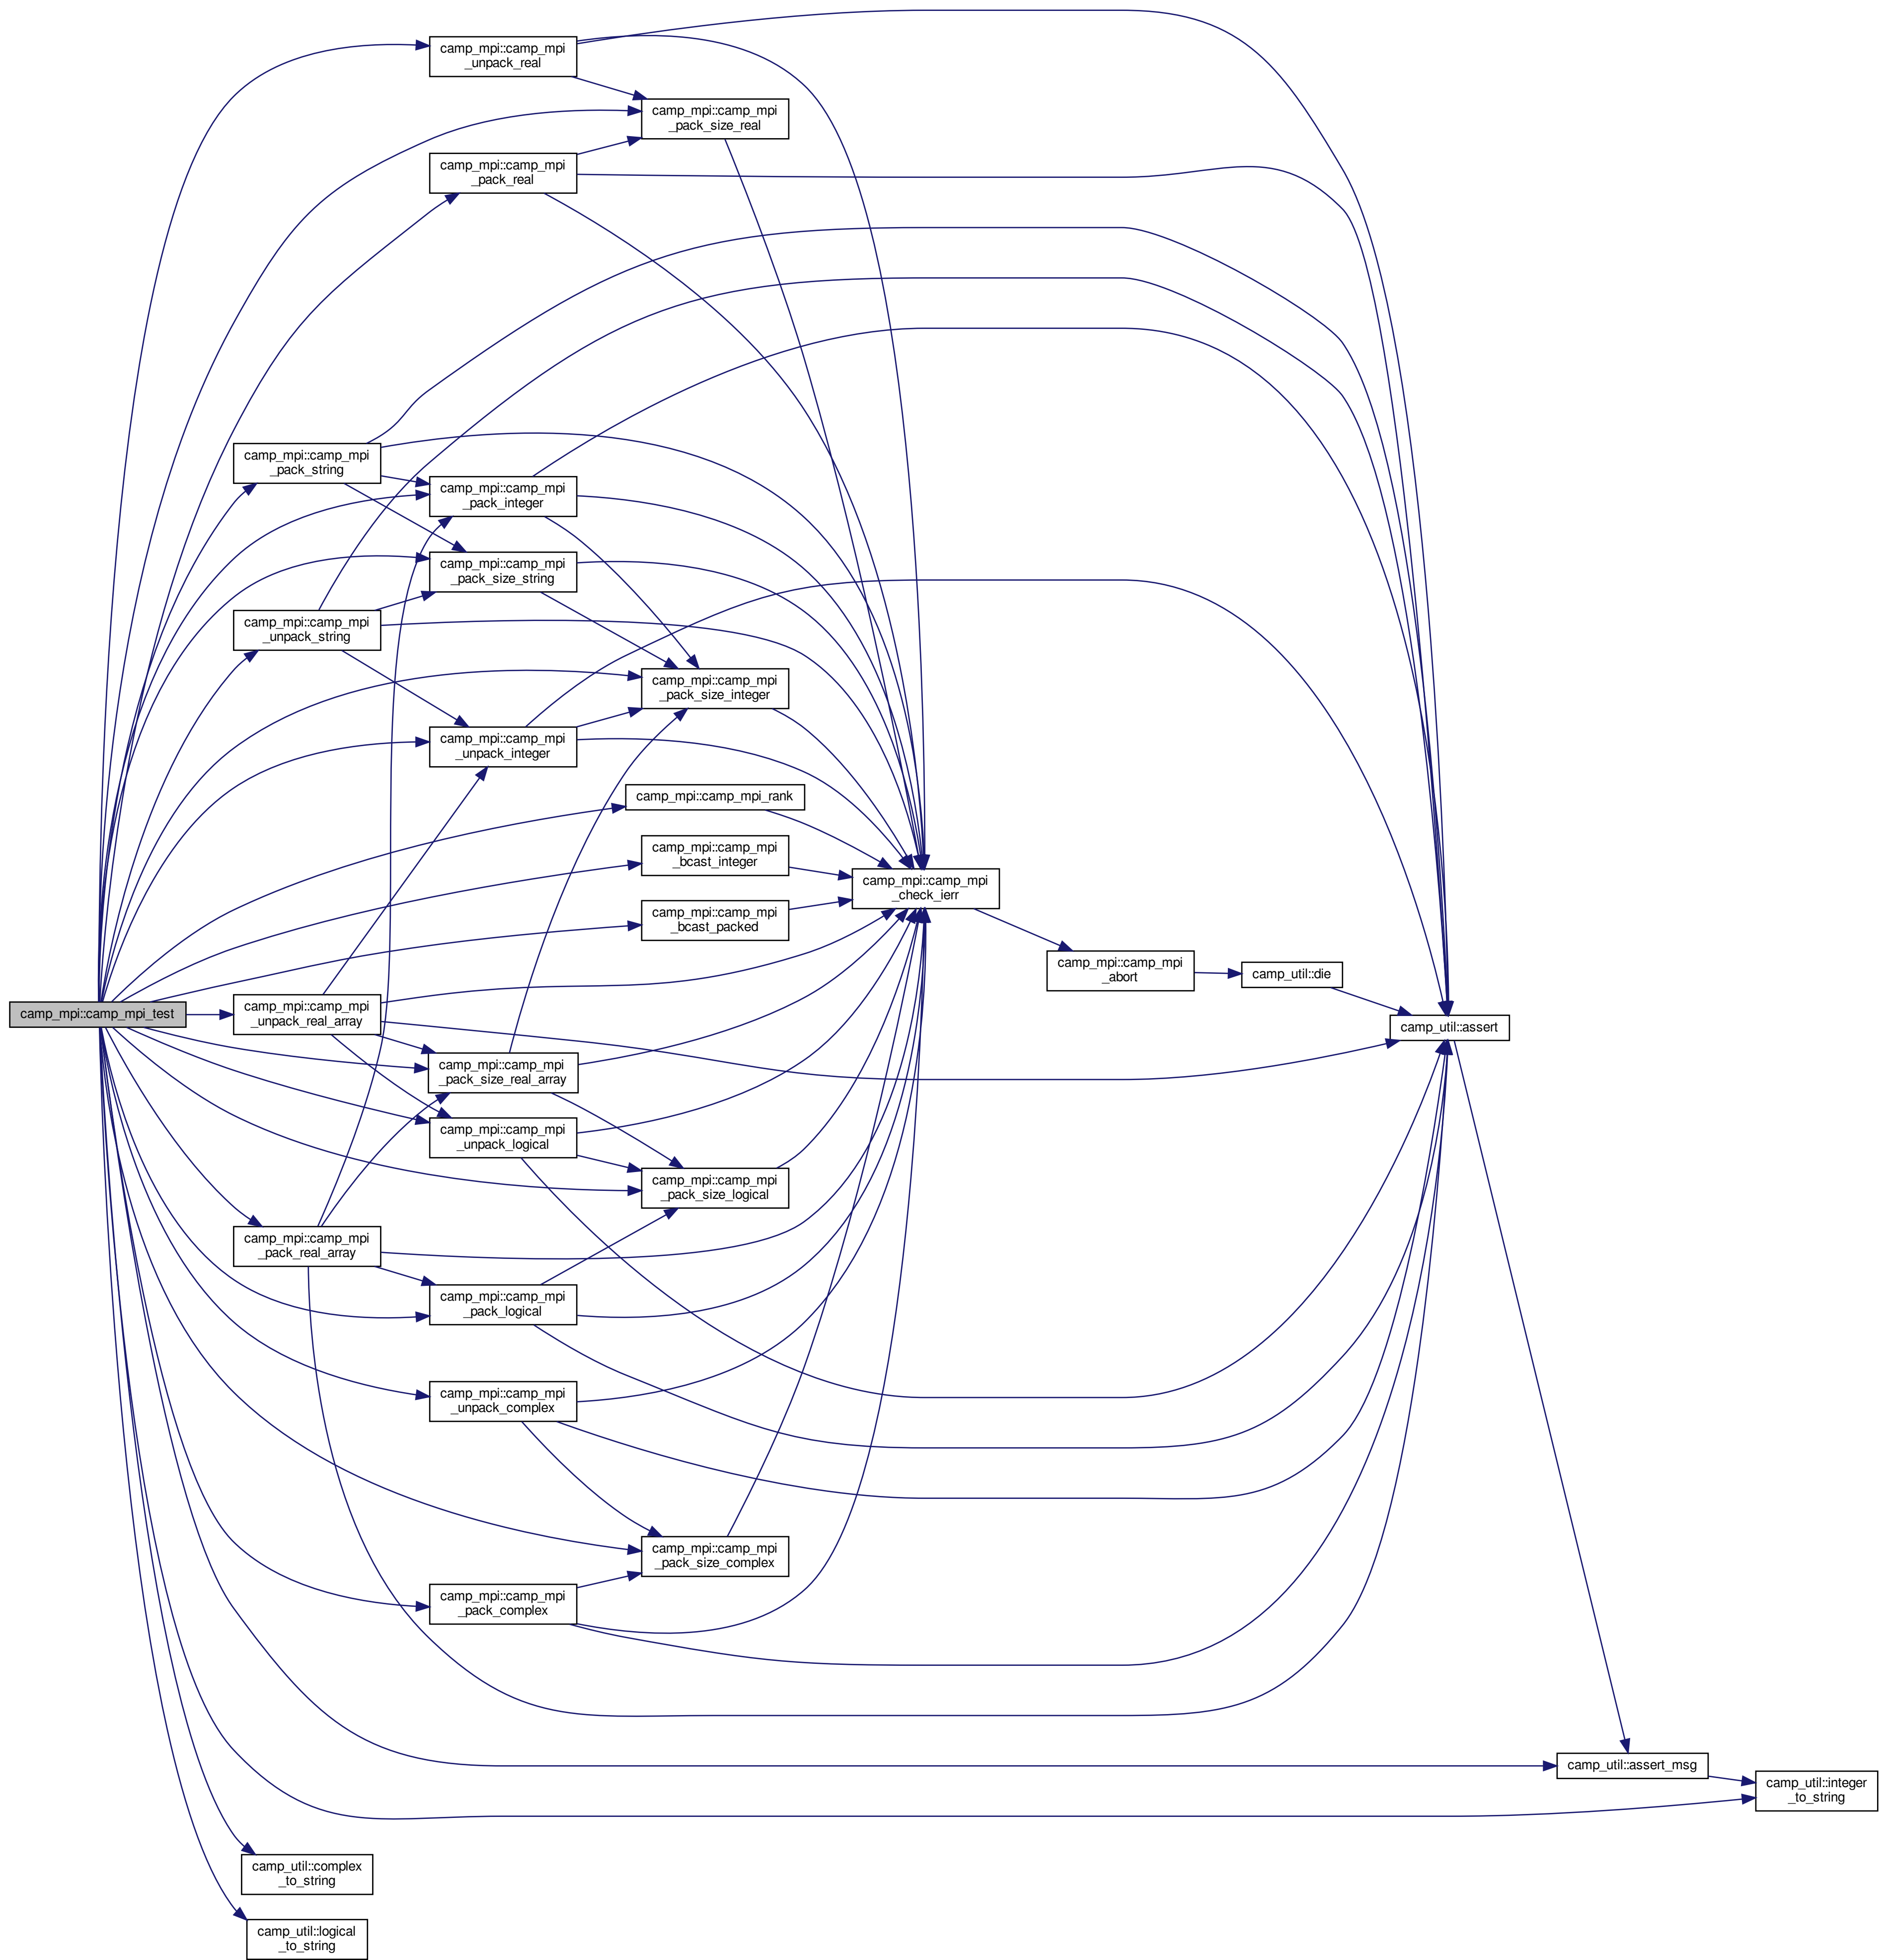 camp_mpi::camp_mpi
_unpack_real
camp_mpi::camp_mpi
_pack_size_real
camp_mpi::camp_mpi
_pack_real
camp_mpi::camp_mpi
_pack_string
camp_mpi::camp_mpi
_pack_integer
camp_mpi::camp_mpi
_pack_size_string
camp_mpi::camp_mpi
_unpack_string
camp_mpi::camp_mpi
_pack_size_integer
camp_mpi::camp_mpi
_unpack_integer
camp_mpi::camp_mpi_rank
camp_mpi::camp_mpi
_bcast_integer
camp_mpi::camp_mpi
_check_ierr
camp_mpi::camp_mpi
_bcast_packed
camp_mpi::camp_mpi
_abort
camp_util::die
camp_mpi::camp_mpi_test
camp_mpi::camp_mpi
_unpack_real_array
camp_util::assert
camp_mpi::camp_mpi
_pack_size_real_array
camp_mpi::camp_mpi
_unpack_logical
camp_mpi::camp_mpi
_pack_size_logical
camp_mpi::camp_mpi
_pack_real_array
camp_mpi::camp_mpi
_pack_logical
camp_mpi::camp_mpi
_unpack_complex
camp_mpi::camp_mpi
_pack_size_complex
camp_mpi::camp_mpi
_pack_complex
camp_util::assert_msg
camp_util::integer
_to_string
camp_util::complex
_to_string
camp_util::logical
_to_string